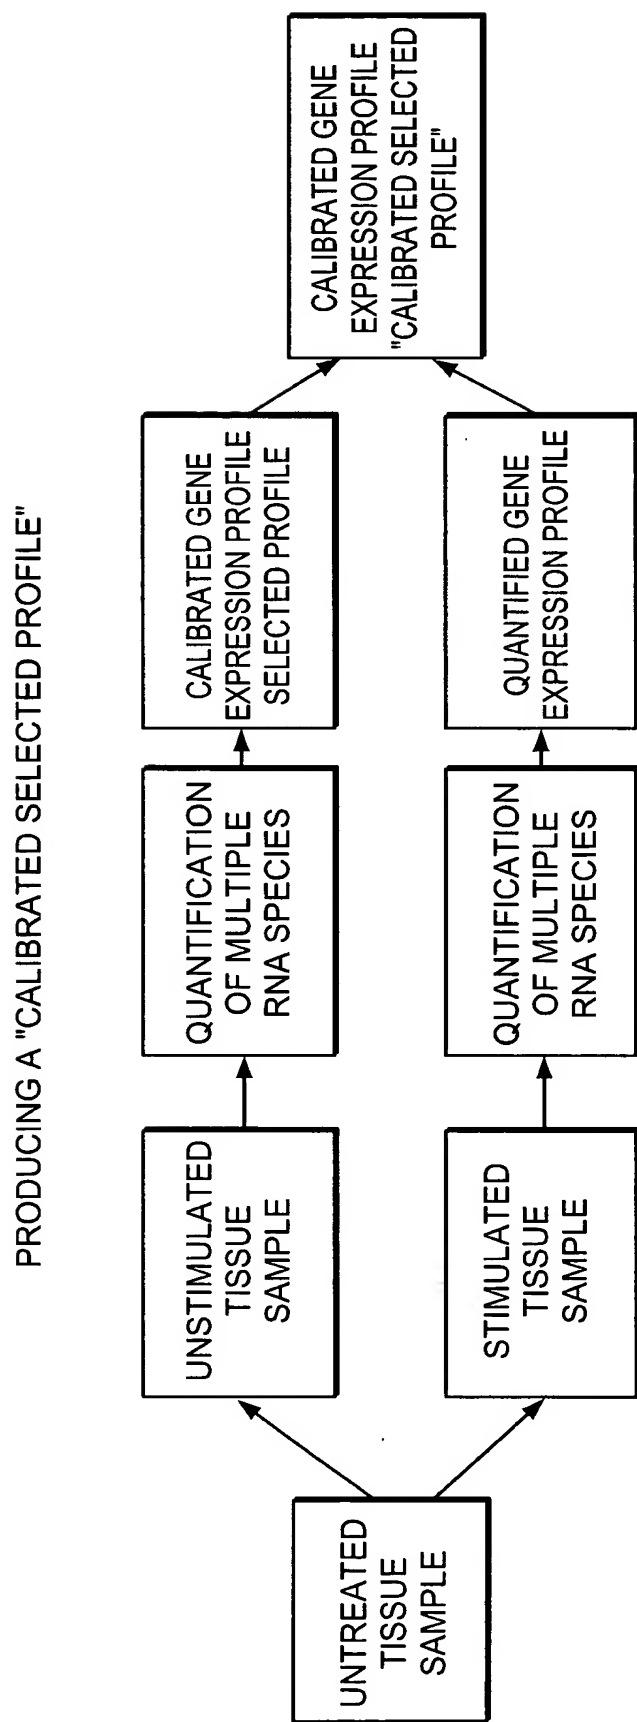 PRODUCING A "CALIBRATED SELECTED PROFILE"
UNTREATED
TISSUE
SAMPLE
UNSTIMULATED
TISSUE
SAMPLE
QUANTIFICATION
OF MULTIPLE
RNA SPECIES
CALIBRATED GENE
EXPRESSION PROFILE
SELECTED PROFILE
STIMULATED
TISSUE
SAMPLE
QUANTIFICATION
OF MULTIPLE
RNA SPECIES
QUANTIFIED GENE
EXPRESSION PROFILE
CALIBRATED GENE
EXPRESSION PROFILE
"CALIBRATED SELECTED
PROFILE"